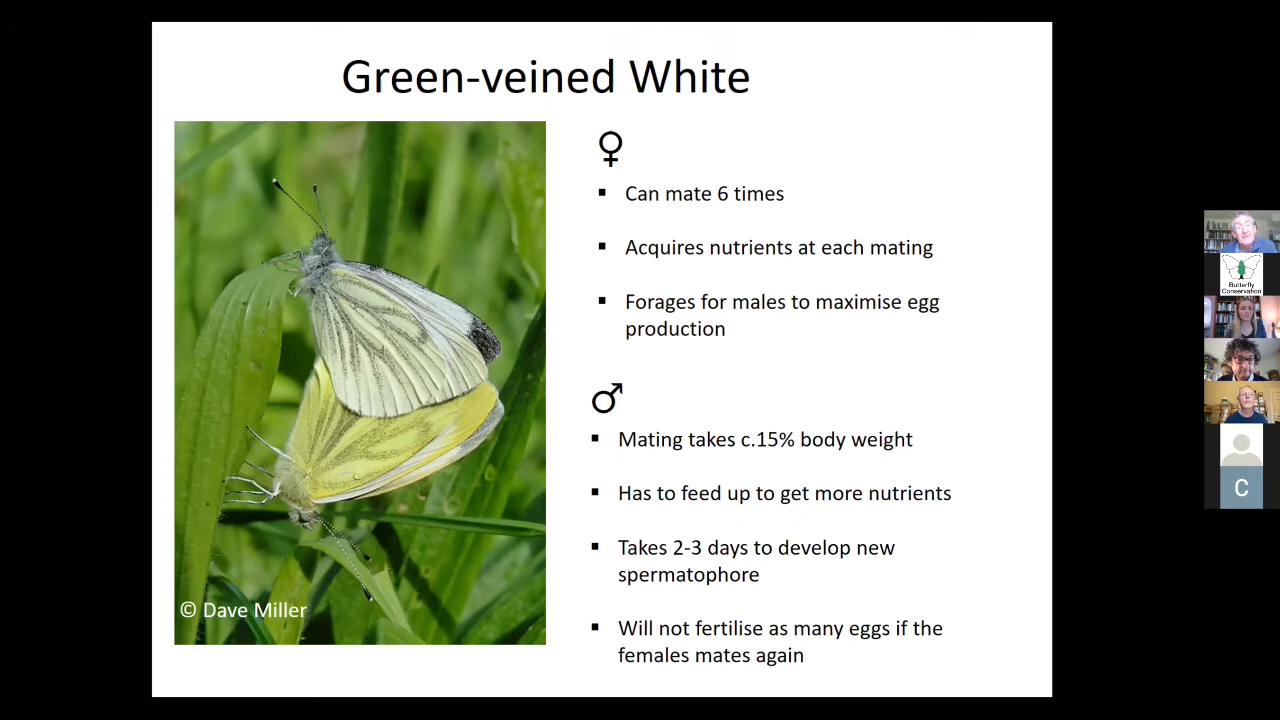 Green-veined White
♀
▪ Can mate 6 times
▪ Acquires nutrients at each mating
▪ Forages for males to maximise egg
production
♂
▪ Mating takes c.15% body weight
▪ Has to feed up to get more nutrients
▪ Takes 2-3 days to develop new
spermatophore
▪ Will not fertilise as many eggs if the
females mates again
© Dave Miller
Butterfly
Conservation
C